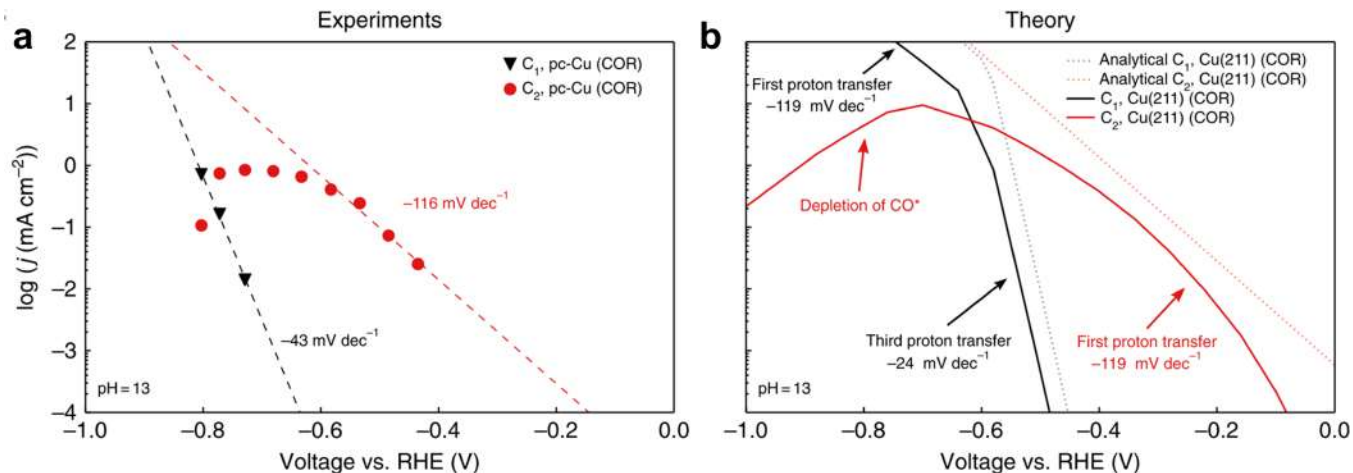 Experiments
a
2
1
0
−1
−2
−3
−4
log (j (mA cm−2))
C1, pc-Cu (COR)
C2, pc-Cu (COR)
−116 mV dec−1
−43 mV dec−1
pH = 13
−1.0 −0.8 −0.6 −0.4 −0.2 0.0
Voltage vs. RHE (V)
Theory
b
First proton transfer
−119 mV dec−1
Analytical C1, Cu(211) (COR)
Analytical C2, Cu(211) (COR)
C1, Cu(211) (COR)
C2, Cu(211) (COR)
Depletion of CO*
Third proton transfer
−24 mV dec−1
First proton transfer
−119 mV dec−1
pH = 13
−1.0 −0.8 −0.6 −0.4 −0.2 0.0
Voltage vs. RHE (V)